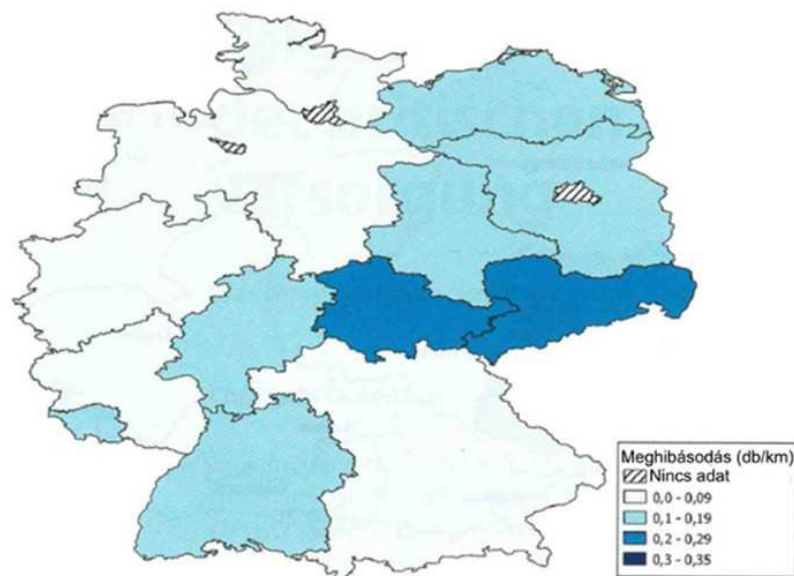 Meghibásodás (db/km)
Nincs adat
0,0 - 0,09
0,1 - 0,19
0,2 - 0,29
0,3 - 0,35